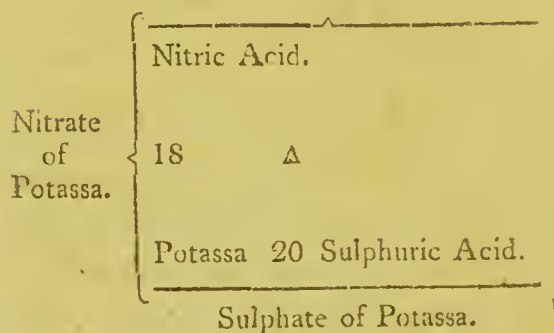 Nitric Acid.
Nitrate
of
Potassa.
18 Δ
Potassa 20 Sulphuric Acid.
Sulphate of Potassa.